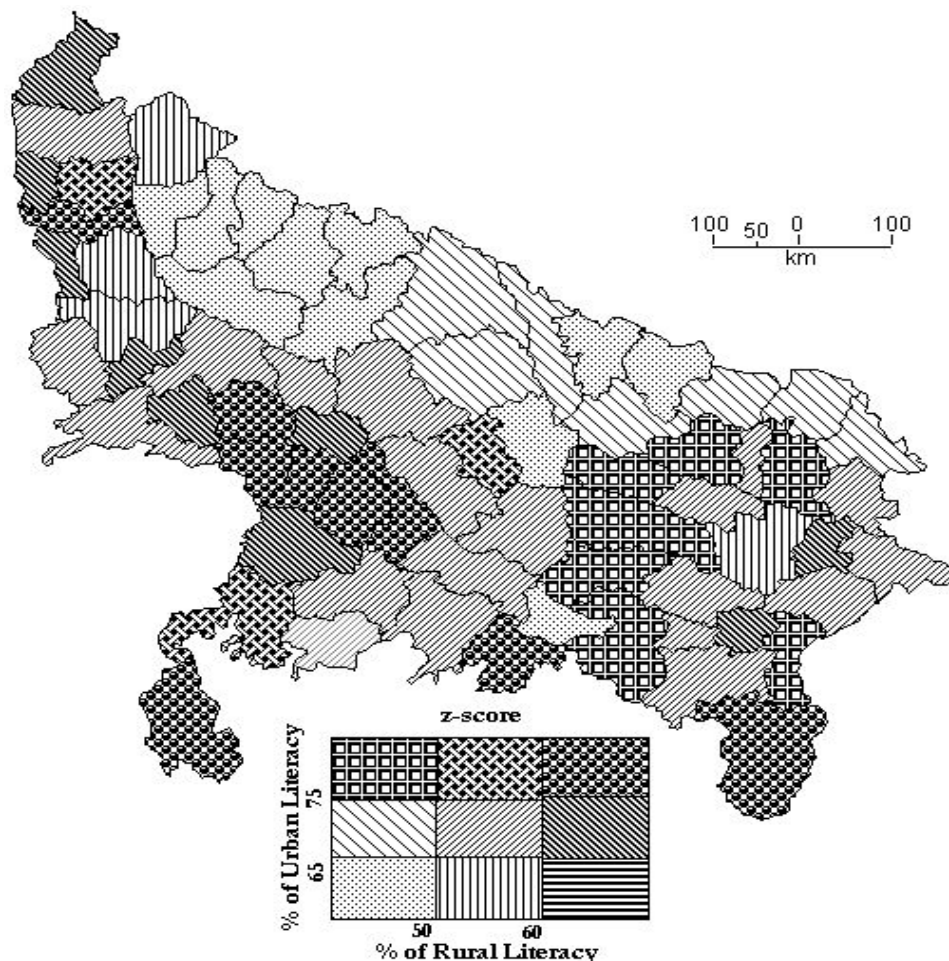 100 50 0 100
km
z-score
% of Urban Literacy
75
65
50 60
% of Rural Literacy